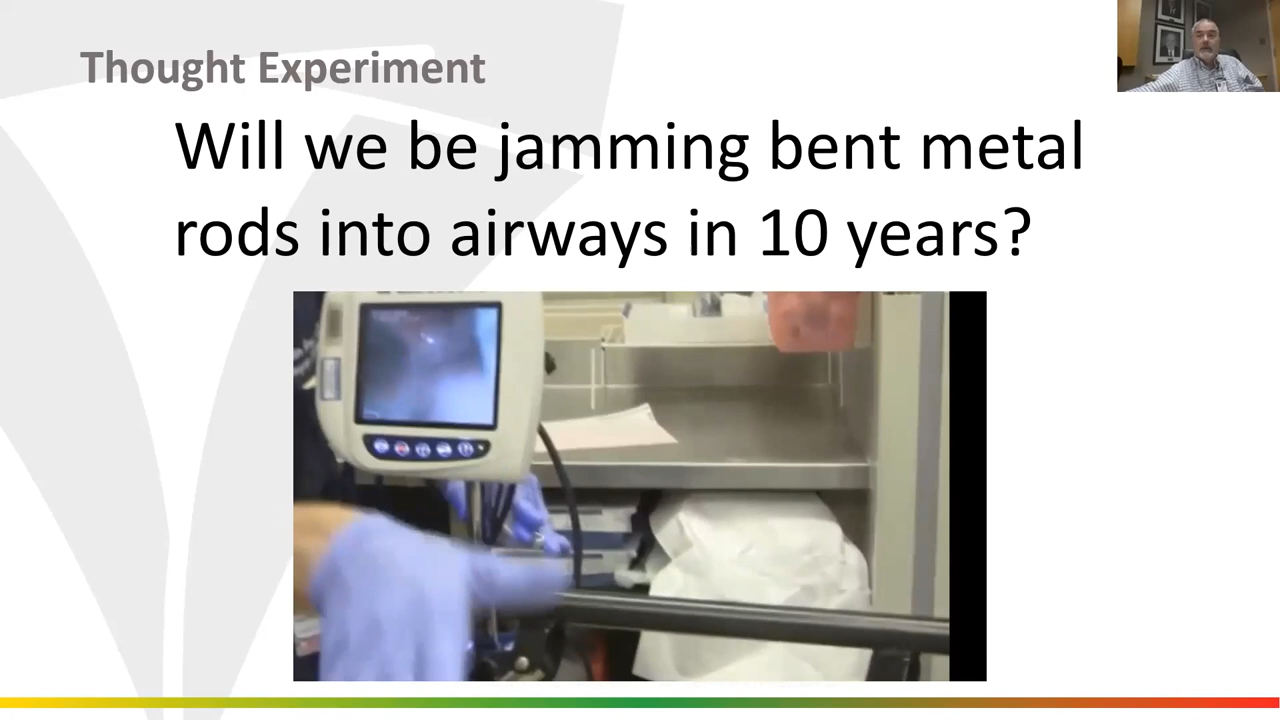 Thought Experiment
Will we be jamming bent metal
rods into airways in 10 years?